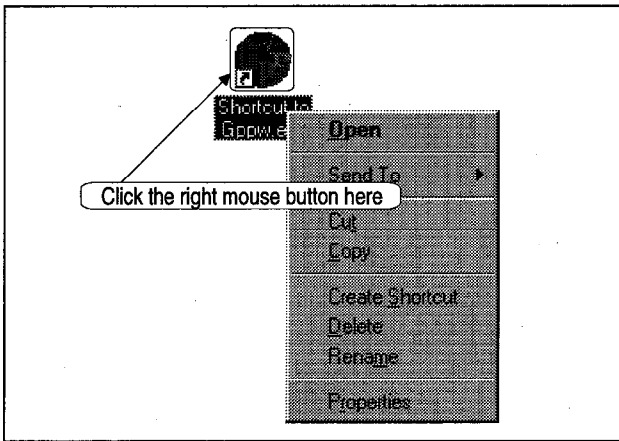 Shortcut to
Gppw.e
Open
Send To
Click the right mouse button here
Cut
Copy
Create Shortcut
Delete
Rename
Properties